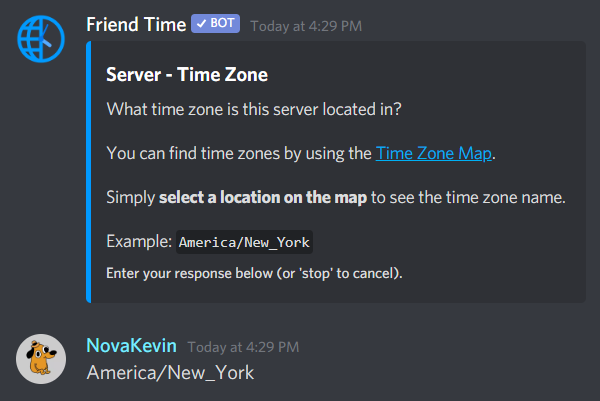 Friend Time ✓ BOT Today at 4:29 PM
Server - Time Zone
What time zone is this server located in?
You can find time zones by using the Time Zone Map.
Simply select a location on the map to see the time zone name.
Example: America/New_York
Enter your response below (or 'stop' to cancel).
NovaKevin Today at 4:29 PM
America/New_York